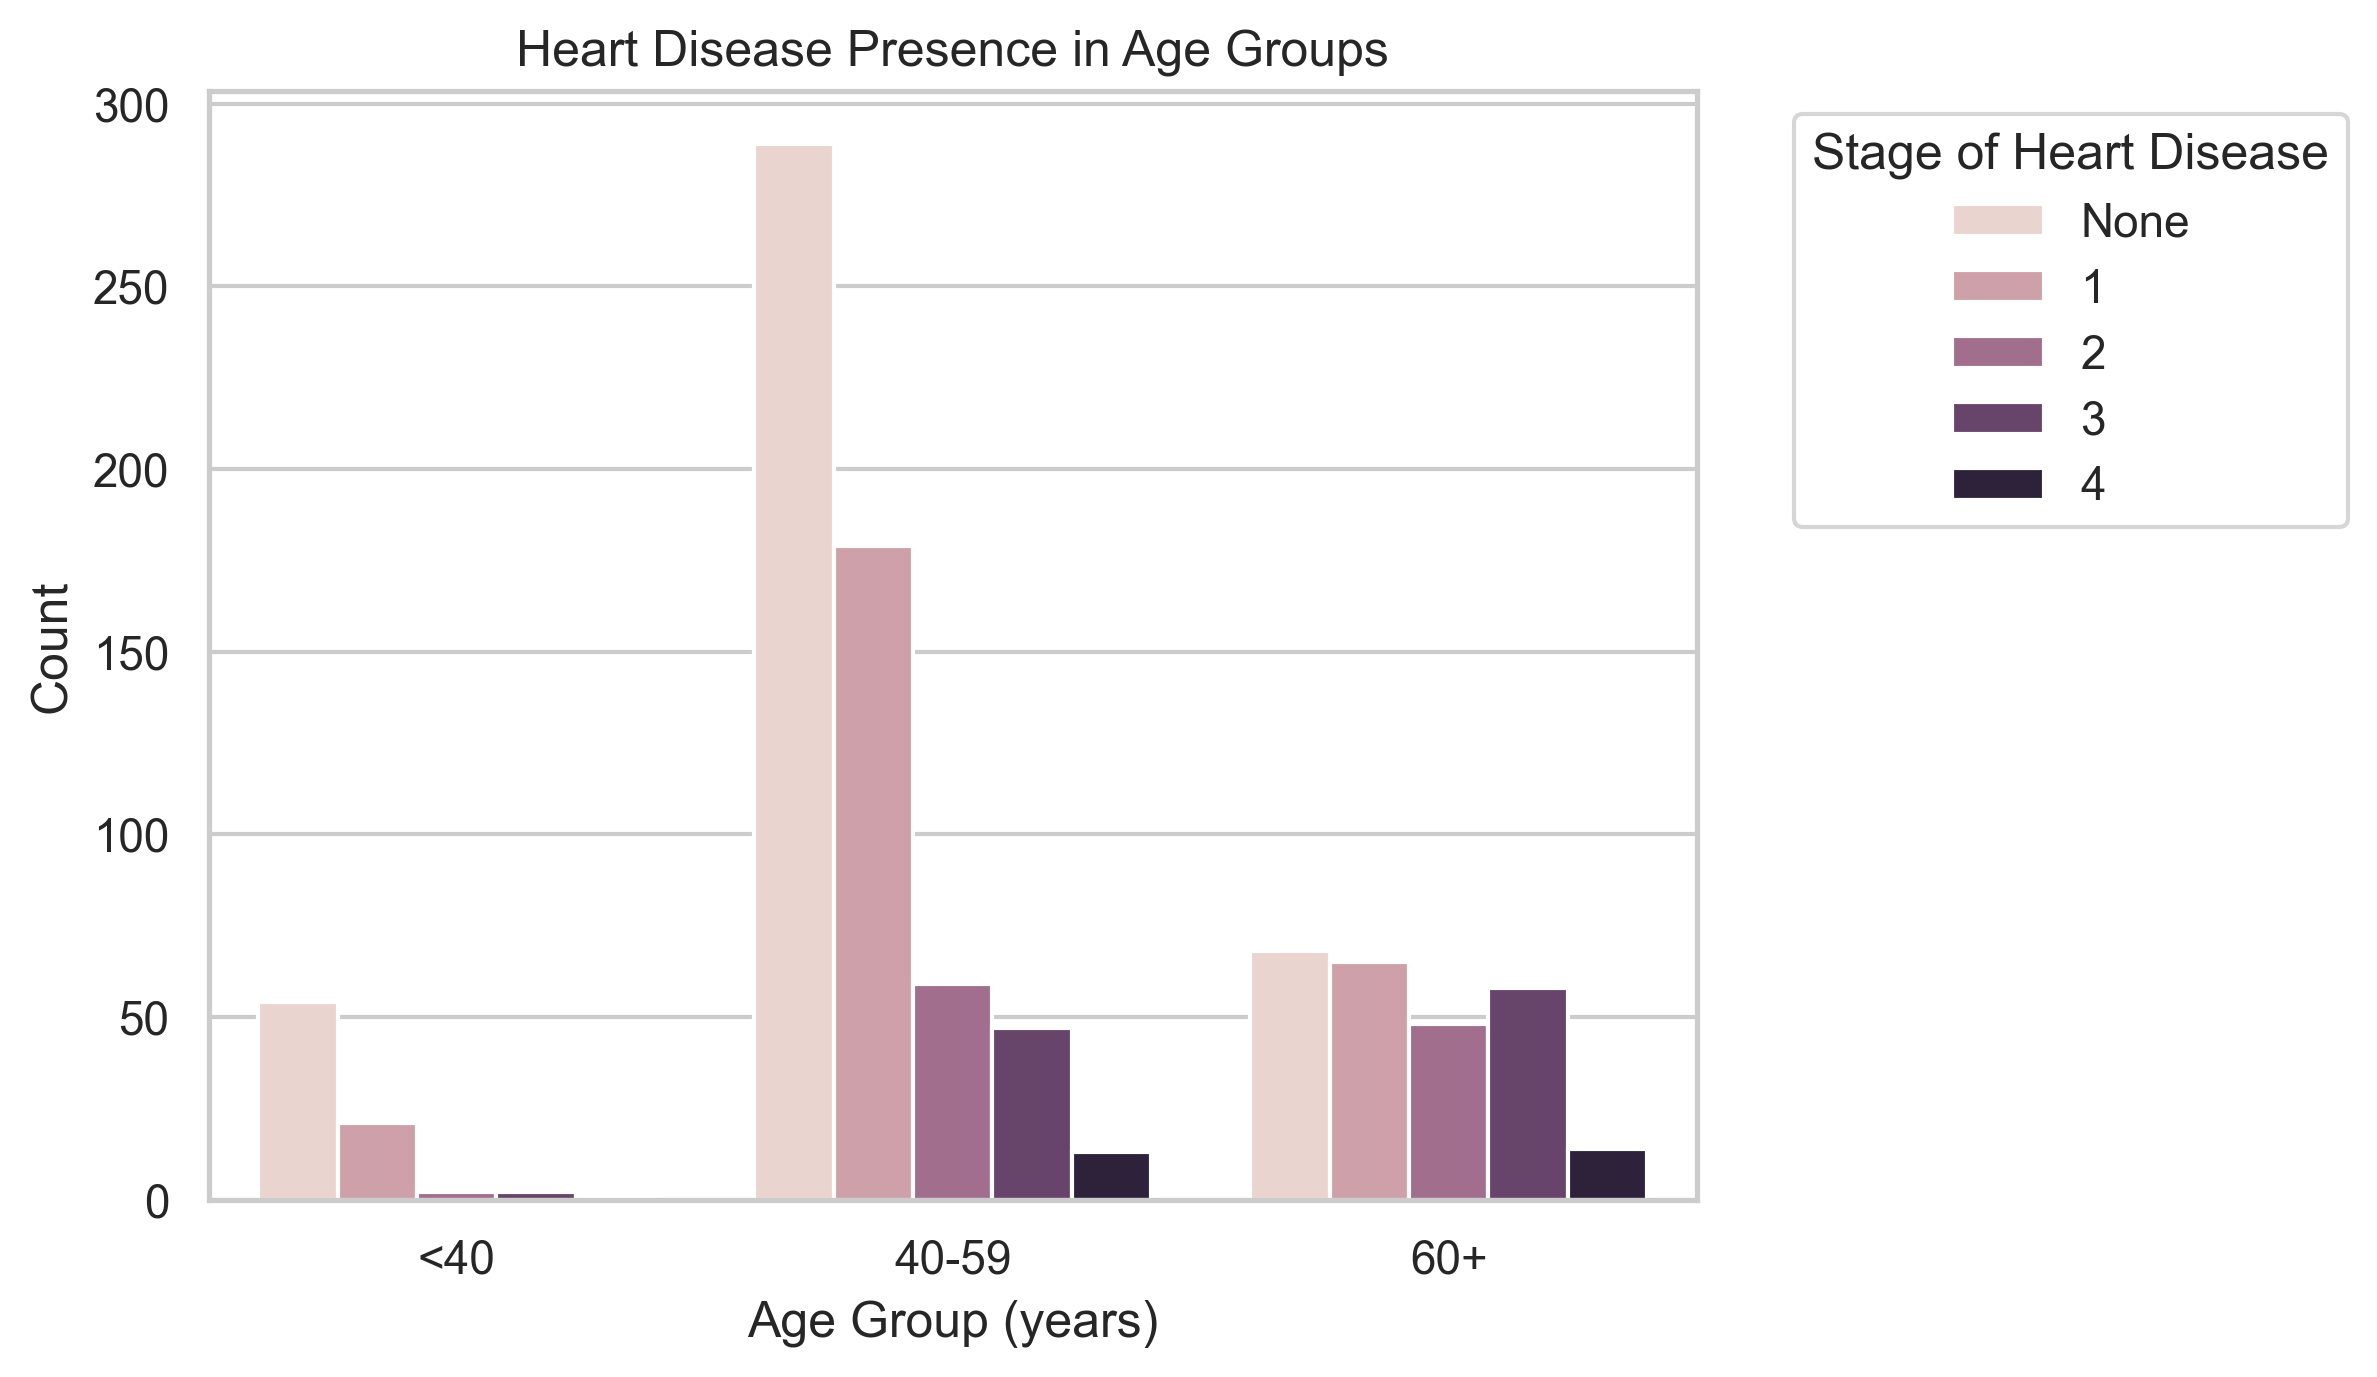 Heart Disease Presence in Age Groups
300
250
200
150
100
50
0
Count
<40
40-59
60+
Age Group (years)
Stage of Heart Disease
None
1
2
3
4